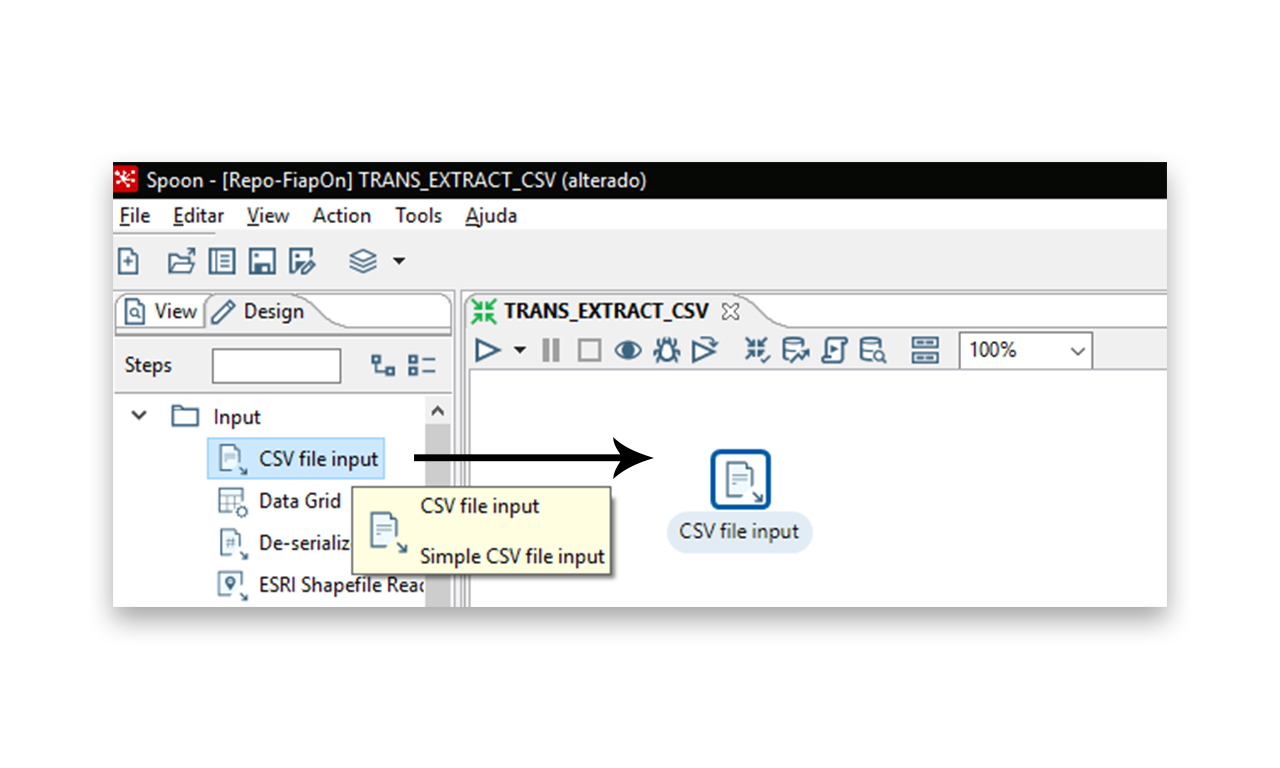 Spoon - [Repo-FiapOn] TRANS_EXTRACT_CSV (alterado)
File Editar View Action Tools Ajuda
View Design
TRANS_EXTRACT_CSV
Steps
100%
Input
CSV file input
Data Grid
De-serializ
ESRI Shapefile Rea
CSV file input
Simple CSV file input
CSV file input